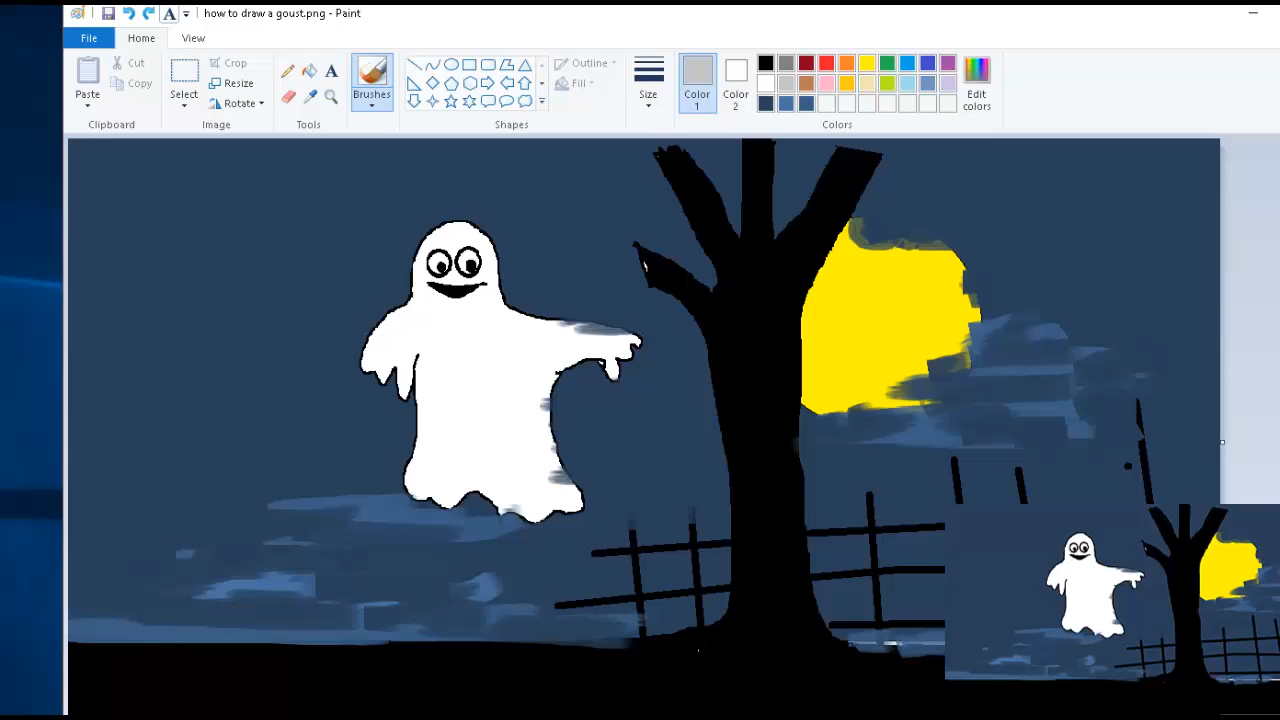 how to draw a goust.png - Paint
File Home View
Paste
Cut
Copy
Clipboard
Select
Crop
Resize
Rotate
Image
A
Tools
Brushes
Outline
Fill
Shapes
Size
Color
1
Color
2
Edit
colors
Colors